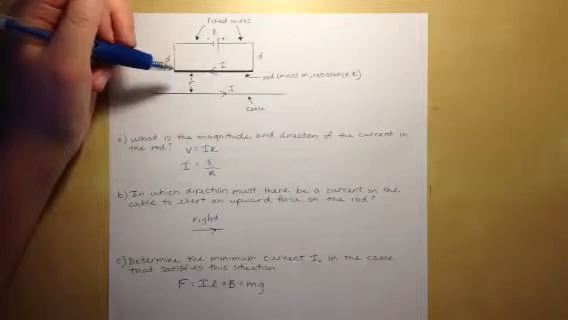 Fixed wires
- ε +
d
d
I
rod (mass m, resistance R)
r
I
cable
a) What is the magnitude and direction of the current in
the rod?
V = IR
I = ε/R
b) In which direction must there be a current in the
cable to exert an upward force on the rod?
right
c) Determine the minimum current I₀ in the
that satisfies this situation
F = Il × B = mg